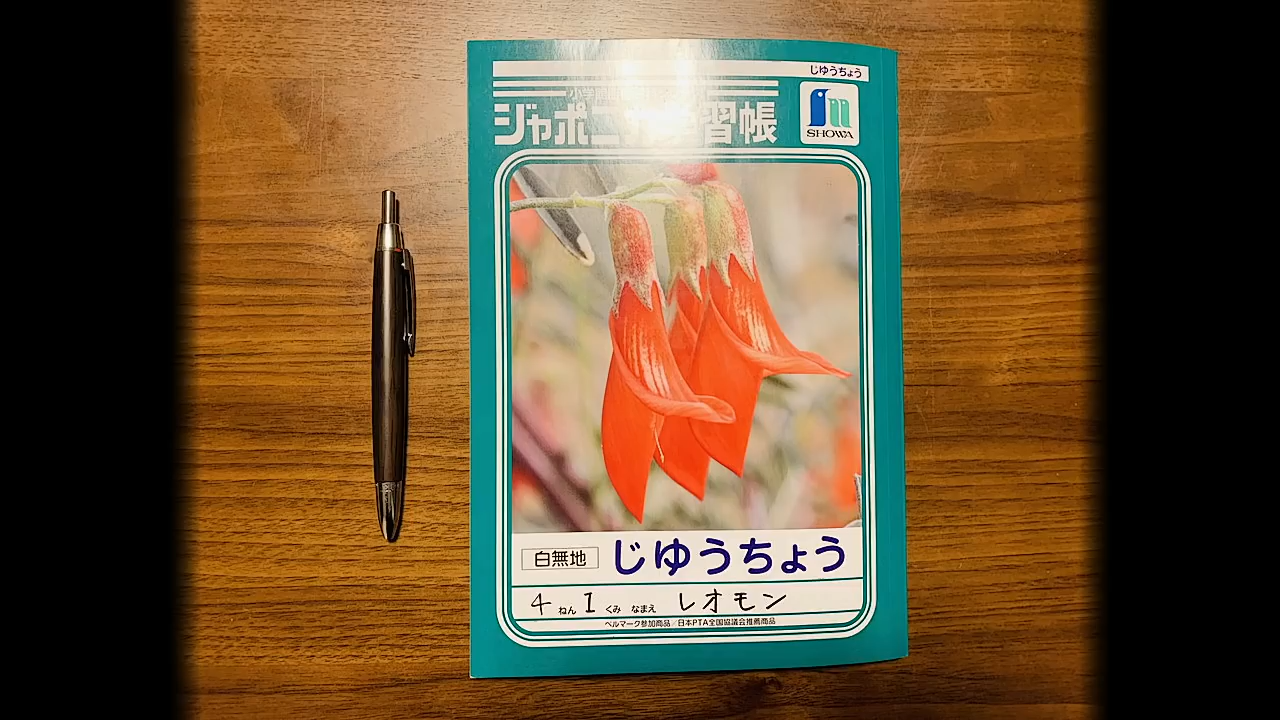 じゆうちょう
ジャポニカ学習帳
SHOWA
白無地 じゆうちょう
4 ねん 1 くみ なまえ レオモン
ベルマーク参加商品/日本PTA全国協議会推薦商品